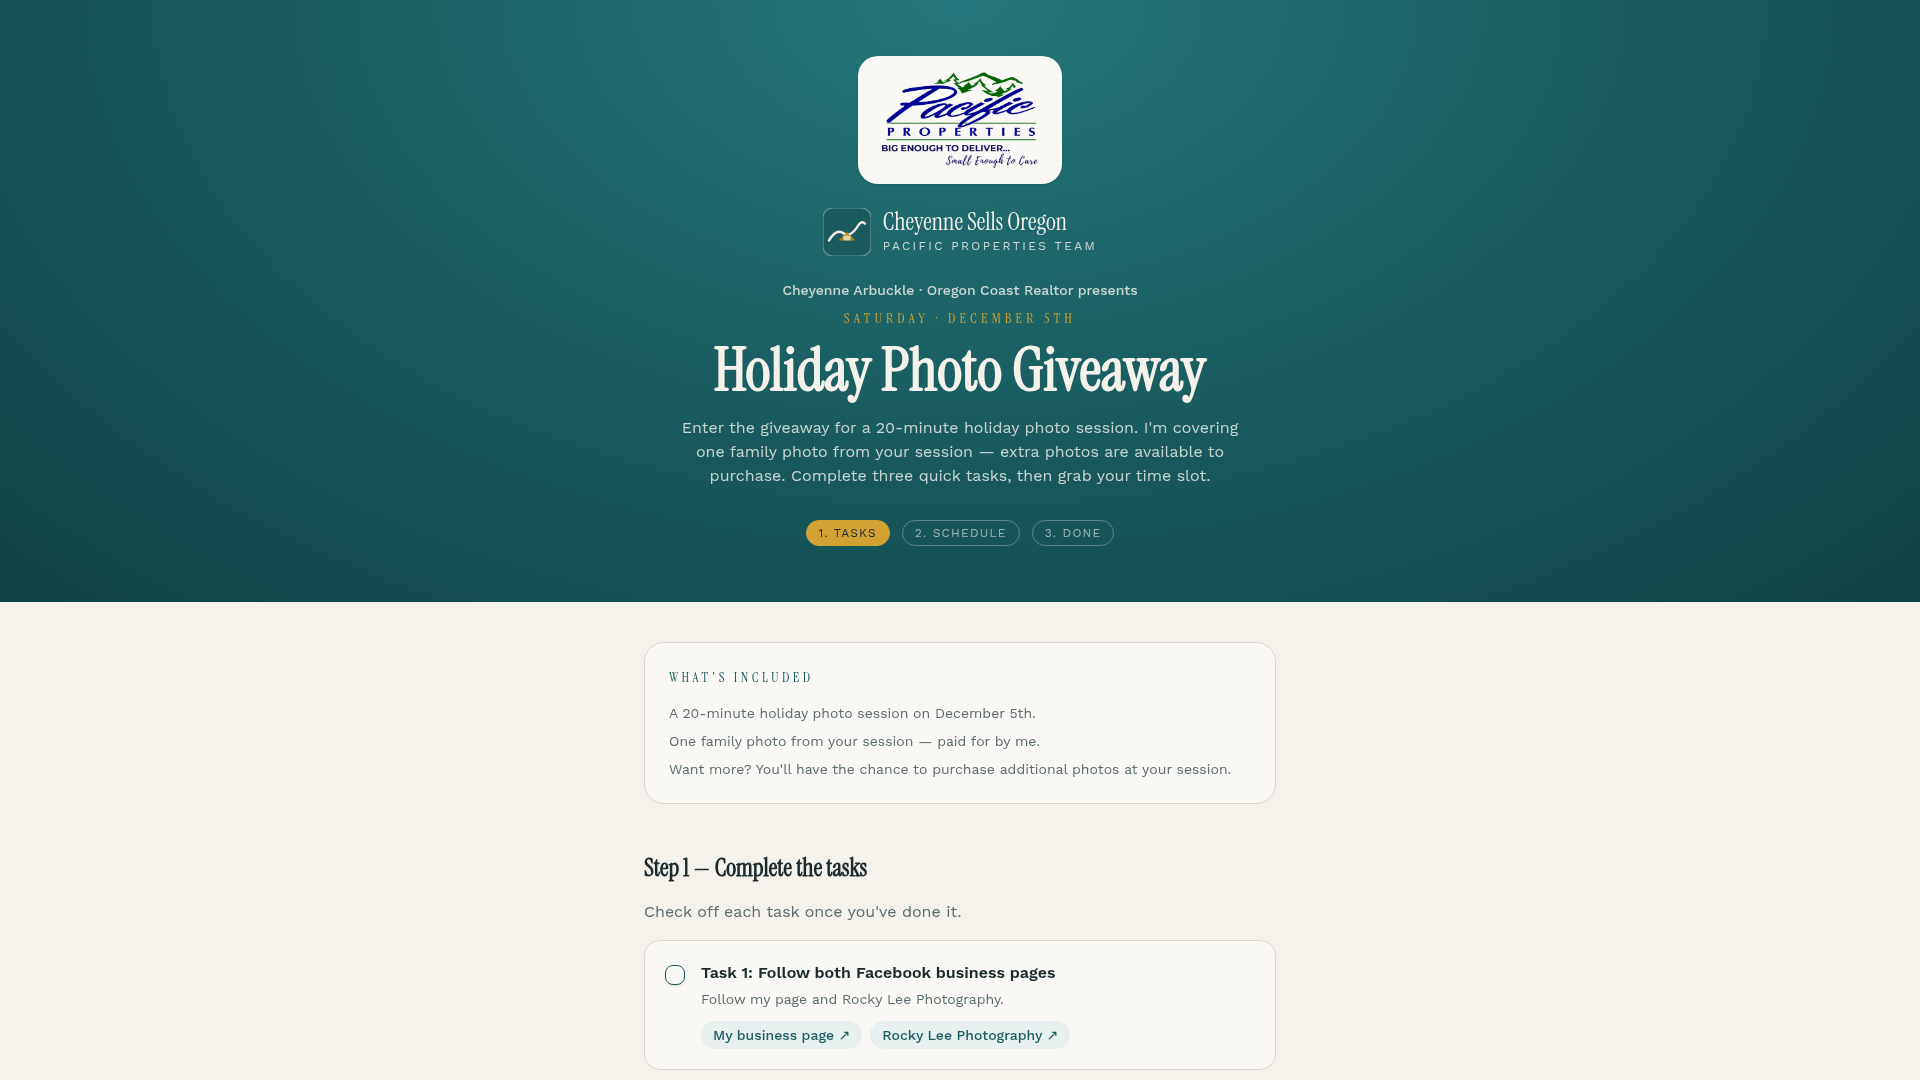 Pacific
PROPERTIES
BIG ENOUGH TO DELIVER...
Small Enough to Care
Cheyenne Sells Oregon
PACIFIC PROPERTIES TEAM
Cheyenne Arbuckle · Oregon Coast Realtor presents
SATURDAY · DECEMBER 5TH
Holiday Photo Giveaway
Enter the giveaway for a 20-minute holiday photo session. I'm covering
one family photo from your session — extra photos are available to
purchase. Complete three quick tasks, then grab your time slot.
1. TASKS
2. SCHEDULE
3. DONE
WHAT'S INCLUDED
A 20-minute holiday photo session on December 5th.
One family photo from your session — paid for by me.
Want more? You'll have the chance to purchase additional photos at your session.
Step 1 — Complete the tasks
Check off each task once you've done it.
Task 1: Follow both Facebook business pages
Follow my page and Rocky Lee Photography.
My business page ↗
Rocky Lee Photography ↗